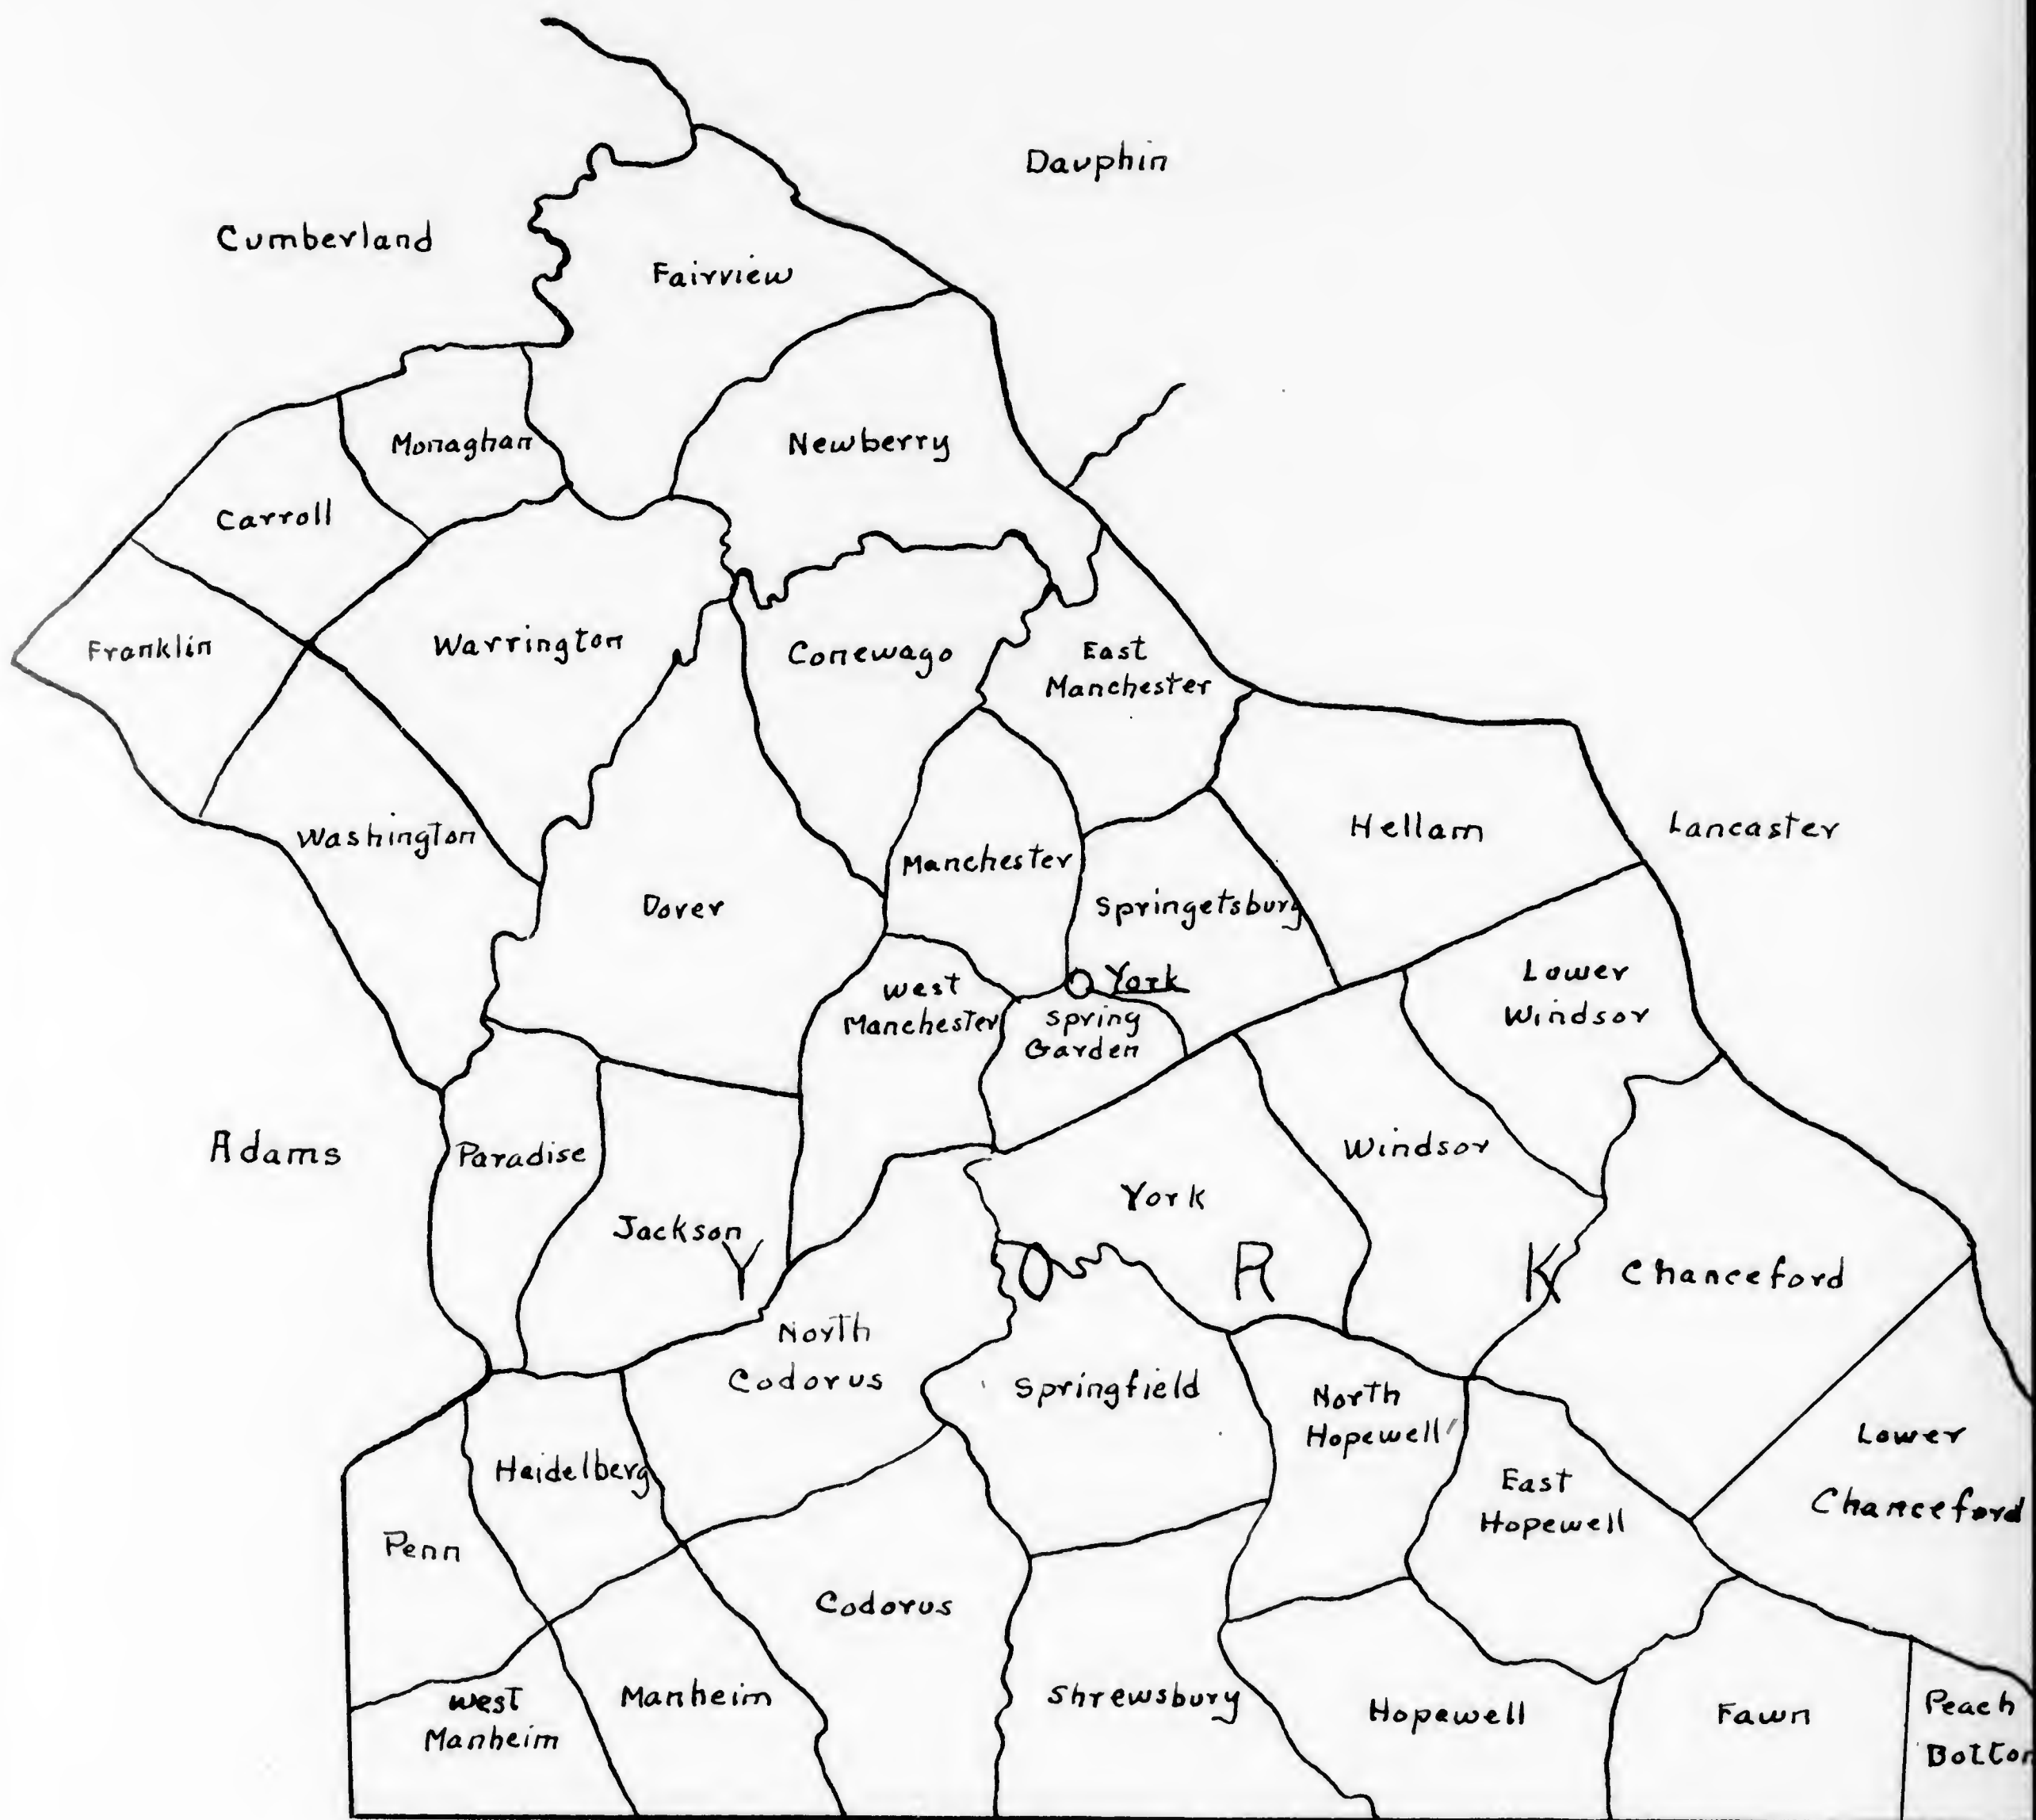 Dauphin
Cumberland
Fairview
Monaghan
Newberry
Carroll
Franklin
Warrington
Conewago
East
Manchester
Washington
Hellam
Lancaster
Manchester
Dover
Springetsburg
York
West
Manchester
Spring
Garden
Lower
Windsor
Adams
Paradise
Windsor
York
Jackson
Y O R K
Chanceford
North
Codorus
Springfield
North
Hopewell
Lower
Chanceford
Heidelberg
East
Hopewell
Penn
Codorus
West
Manheim
Manheim
Shrewsbury
Hopewell
Fawn
Peach
Bottom